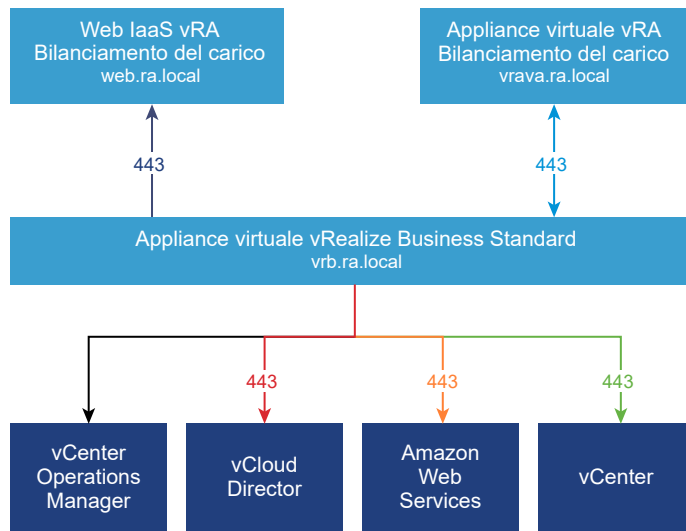 Web IaaS vRA
Bilanciamento del carico
web.ra.local
Appliance virtuale vRA
Bilanciamento del carico
vrava.ra.local
443
443
Appliance virtuale vRealize Business Standard
vrb.ra.local
443
443
443
vCenter
Operations
Manager
vCloud
Director
Amazon
Web
Services
vCenter